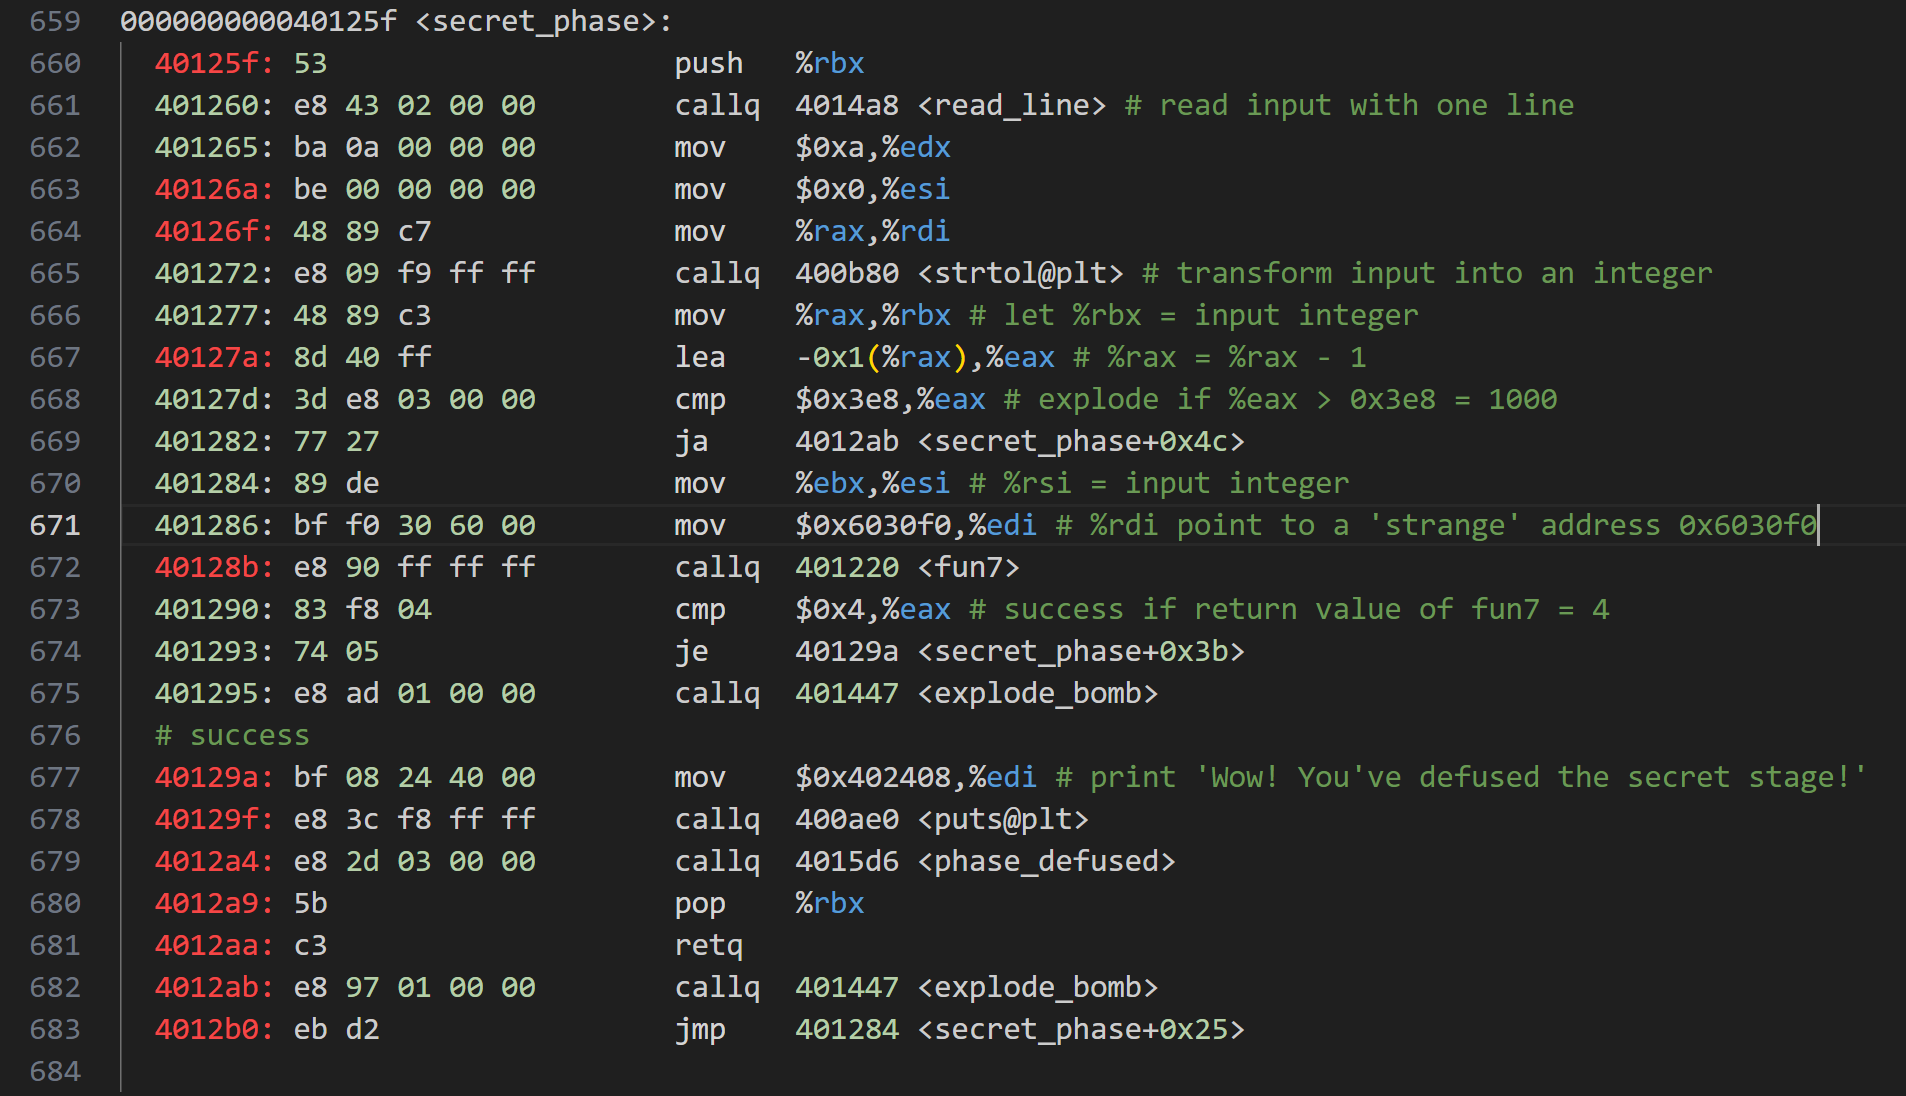 659 000000000040125f <secret_phase>:
660 40125f: 53 push %rbx
661 401260: e8 43 02 00 00 callq 4014a8 <read_line> # read input with one line
662 401265: ba 0a 00 00 00 mov $0xa,%edx
663 40126a: be 00 00 00 00 mov $0x0,%esi
664 40126f: 48 89 c7 mov %rax,%rdi
665 401272: e8 09 f9 ff ff callq 400b80 <strtol@plt> # transform input into an integer
666 401277: 48 89 c3 mov %rax,%rbx # let %rbx = input integer
667 40127a: 8d 40 ff lea -0x1(%rax),%eax # %rax = %rax - 1
668 40127d: 3d e8 03 00 00 cmp $0x3e8,%eax # explode if %eax > 0x3e8 = 1000
669 401282: 77 27 ja 4012ab <secret_phase+0x4c>
670 401284: 89 de mov %ebx,%esi # %rsi = input integer
671 401286: bf f0 30 60 00 mov $0x6030f0,%edi # %rdi point to a 'strange' address 0x6030f0
672 40128b: e8 90 ff ff ff callq 401220 <fun7>
673 401290: 83 f8 04 cmp $0x4,%eax # success if return value of fun7 = 4
674 401293: 74 05 je 40129a <secret_phase+0x3b>
675 401295: e8 ad 01 00 00 callq 401447 <explode_bomb>
676 # success
677 40129a: bf 08 24 40 00 mov $0x402408,%edi # print 'Wow! You've defused the secret stage!'
678 40129f: e8 3c f8 ff ff callq 400ae0 <puts@plt>
679 4012a4: e8 2d 03 00 00 callq 4015d6 <phase_defused>
680 4012a9: 5b pop %rbx
681 4012aa: c3 retq
682 4012ab: e8 97 01 00 00 callq 401447 <explode_bomb>
683 4012b0: eb d2 jmp 401284 <secret_phase+0x25>
684